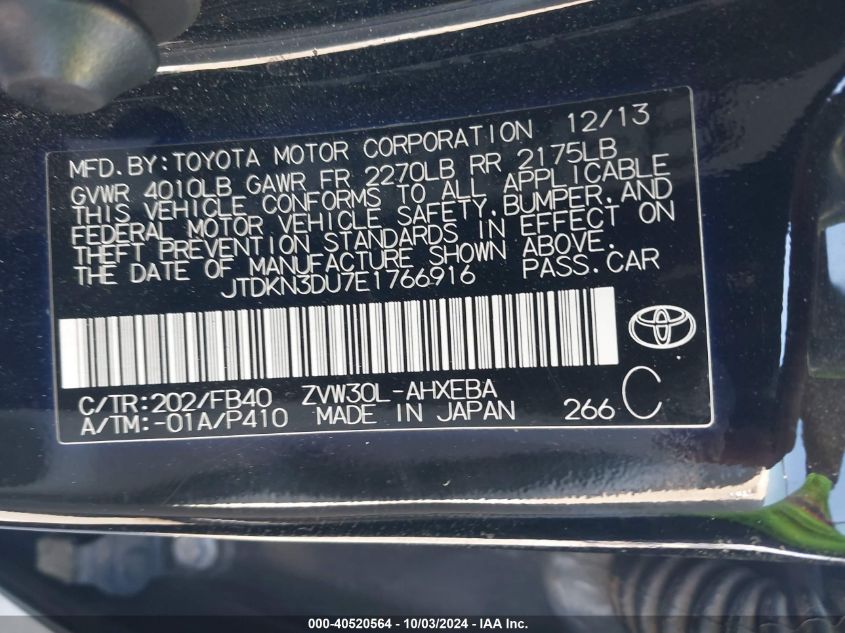 MFD.BY:TOYOTA MOTOR CORPORATION 12/13
GVWR 4010LB GAWR FR 2270LB RR 2175LB
THIS VEHICLE CONFORMS TO ALL APPLICABLE
FEDERAL MOTOR VEHICLE SAFETY,BUMPER,AND
THEFT PREVENTION STANDARDS IN EFFECT ON
THE DATE OF MANUFACTURE SHOWN ABOVE.
JTDKN3DU7E1766916 PASS.CAR
C/TR:202/FB40 ZVW30L-AHXEBA
A/TM:-01A/P410 MADE IN JAPAN 266 C
000-40520564 - 10/03/2024 - IAA Inc.